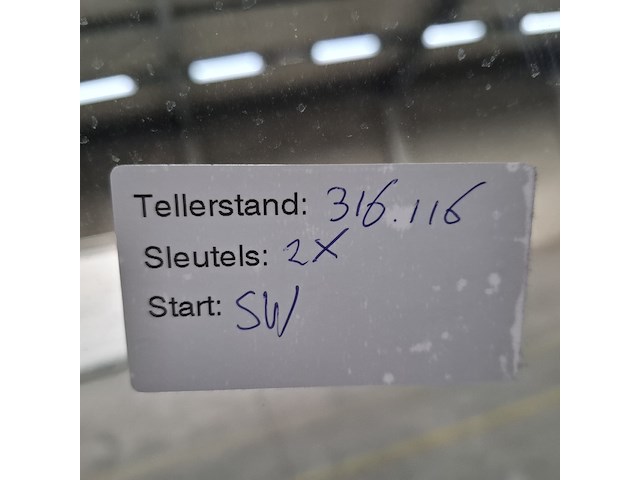 Tellerstand: 316.116
Sleutels: 2X
Start: SW